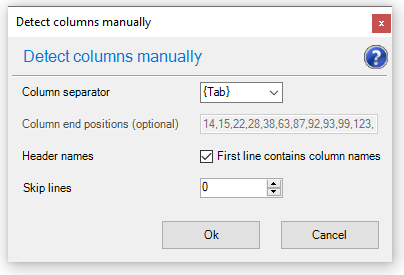 Detect columns manually
x
Detect columns manually
?
Column separator {Tab}
Column end positions (optional) 14,15,22,28,38,63,87,92,93,99,123,
Header names First line contains column names
Skip lines 0
Ok Cancel